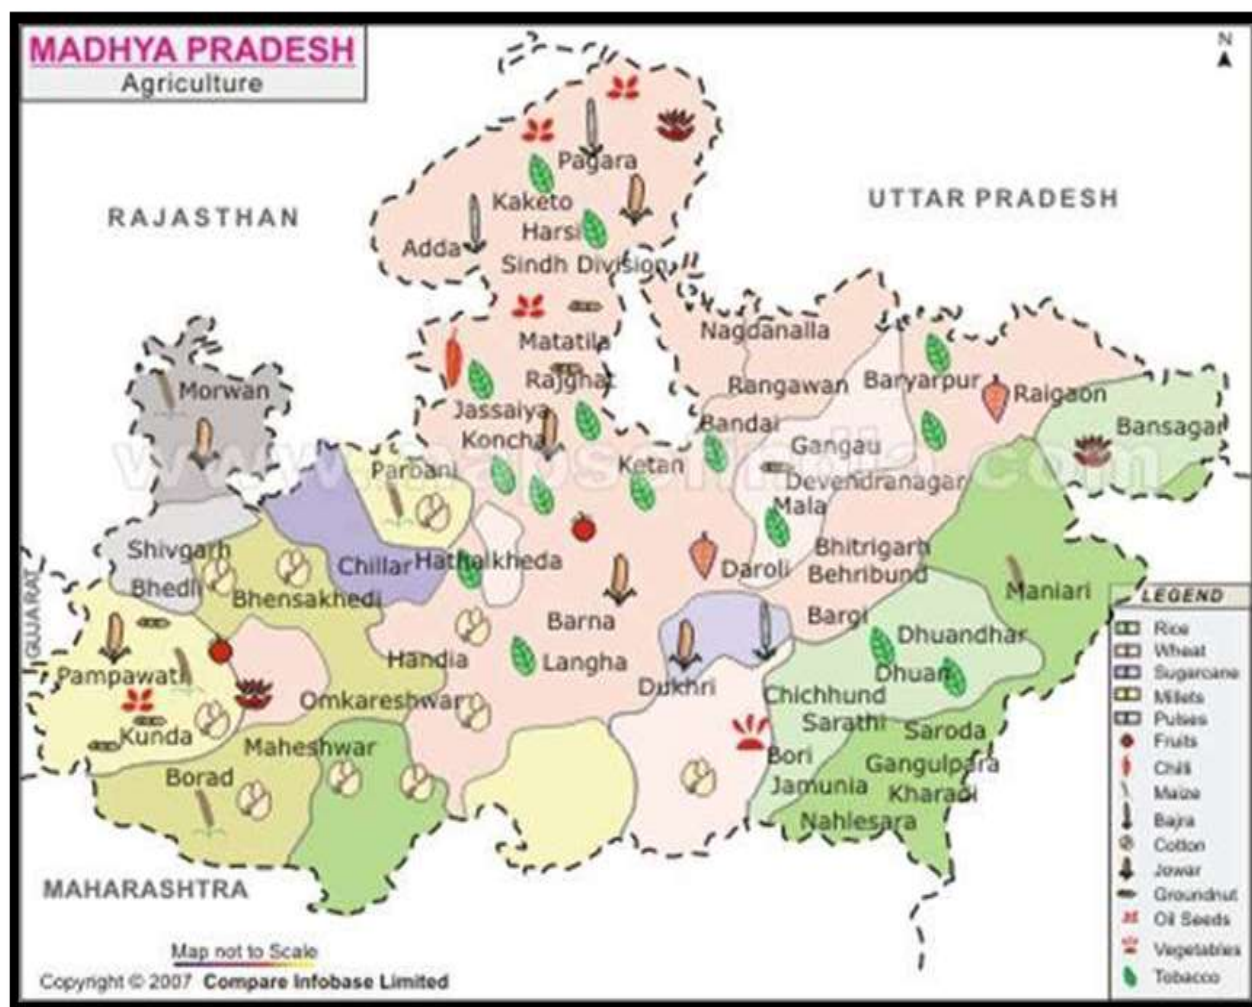 MADHYA PRADESH
Agriculture
N
RAJASTHAN
UTTAR PRADESH
Pagara
Kaketo
Harsi
Adda
Sindh Division
Matatila
Rajghat
Nagdanalla
Rangawan
Baryarpur
Raigaon
Morwan
Jassaiya
Koncha
Bandai
Gangau
Bansagar
Parbani
Ketan
Devendranagar
Mala
Shivgarh
Chillar
Hathalkheda
Bhitrigarh
Bhedli
Bhensakhedi
Daroli
Behribund
Maniari
GUJARAT
Barna
Bargi
Dhuandhar
Pampawati
Handia
Langha
Dhuan
Omkareshwar
Dukhri
Chichhund
Kunda
Maheshwar
Sarathi
Saroda
Borad
Bori
Gangulpara
Jamunia
Kharadi
Nahlesara
MAHARASHTRA
LEGEND
Rice
Wheat
Sugarcane
Millets
Pulses
Fruits
Chilli
Maize
Bajra
Cotton
Jowar
Groundnut
Oil Seeds
Vegetables
Tobacco
Map not to Scale
Copyright © 2007 Compare Infobase Limited